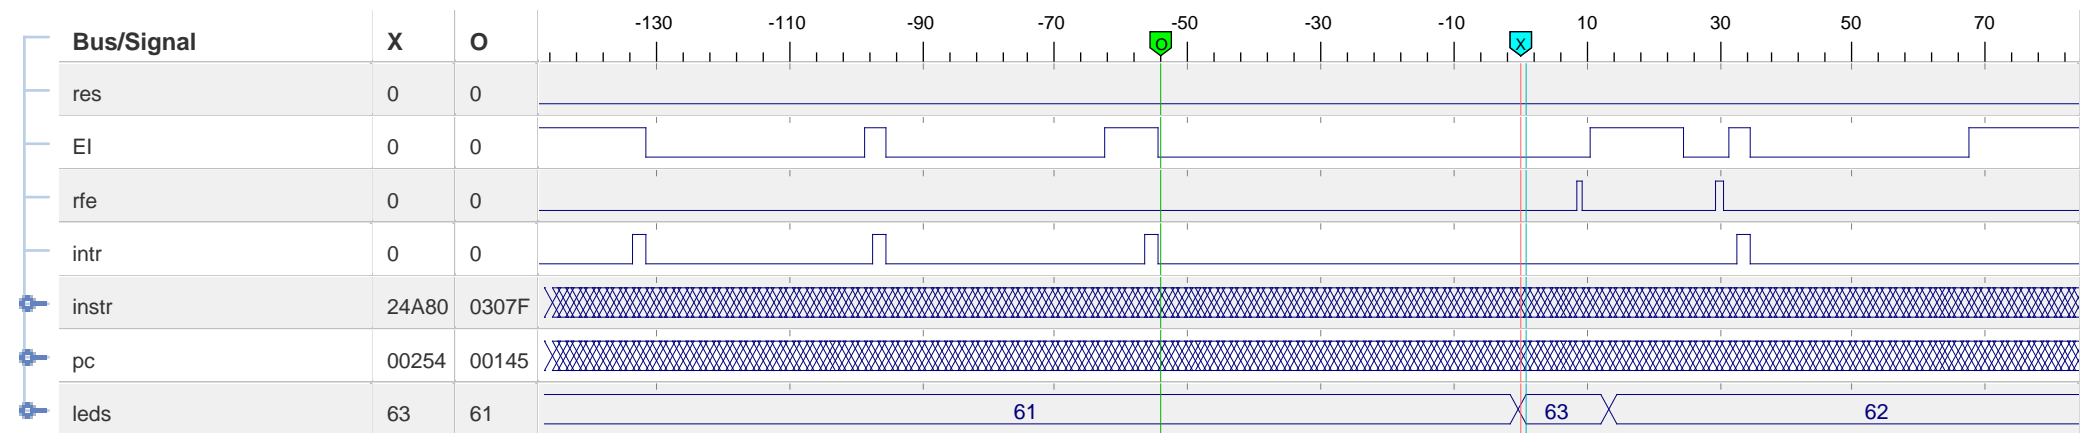 -130 -110 -90 -70 -50 -30 -10 10 30 50 70
Bus/Signal X O O X
res 0 0
EI 0 0
rfe 0 0
intr 0 0
instr 24A80 0307F
pc 00254 00145
leds 63 61 61 63 62